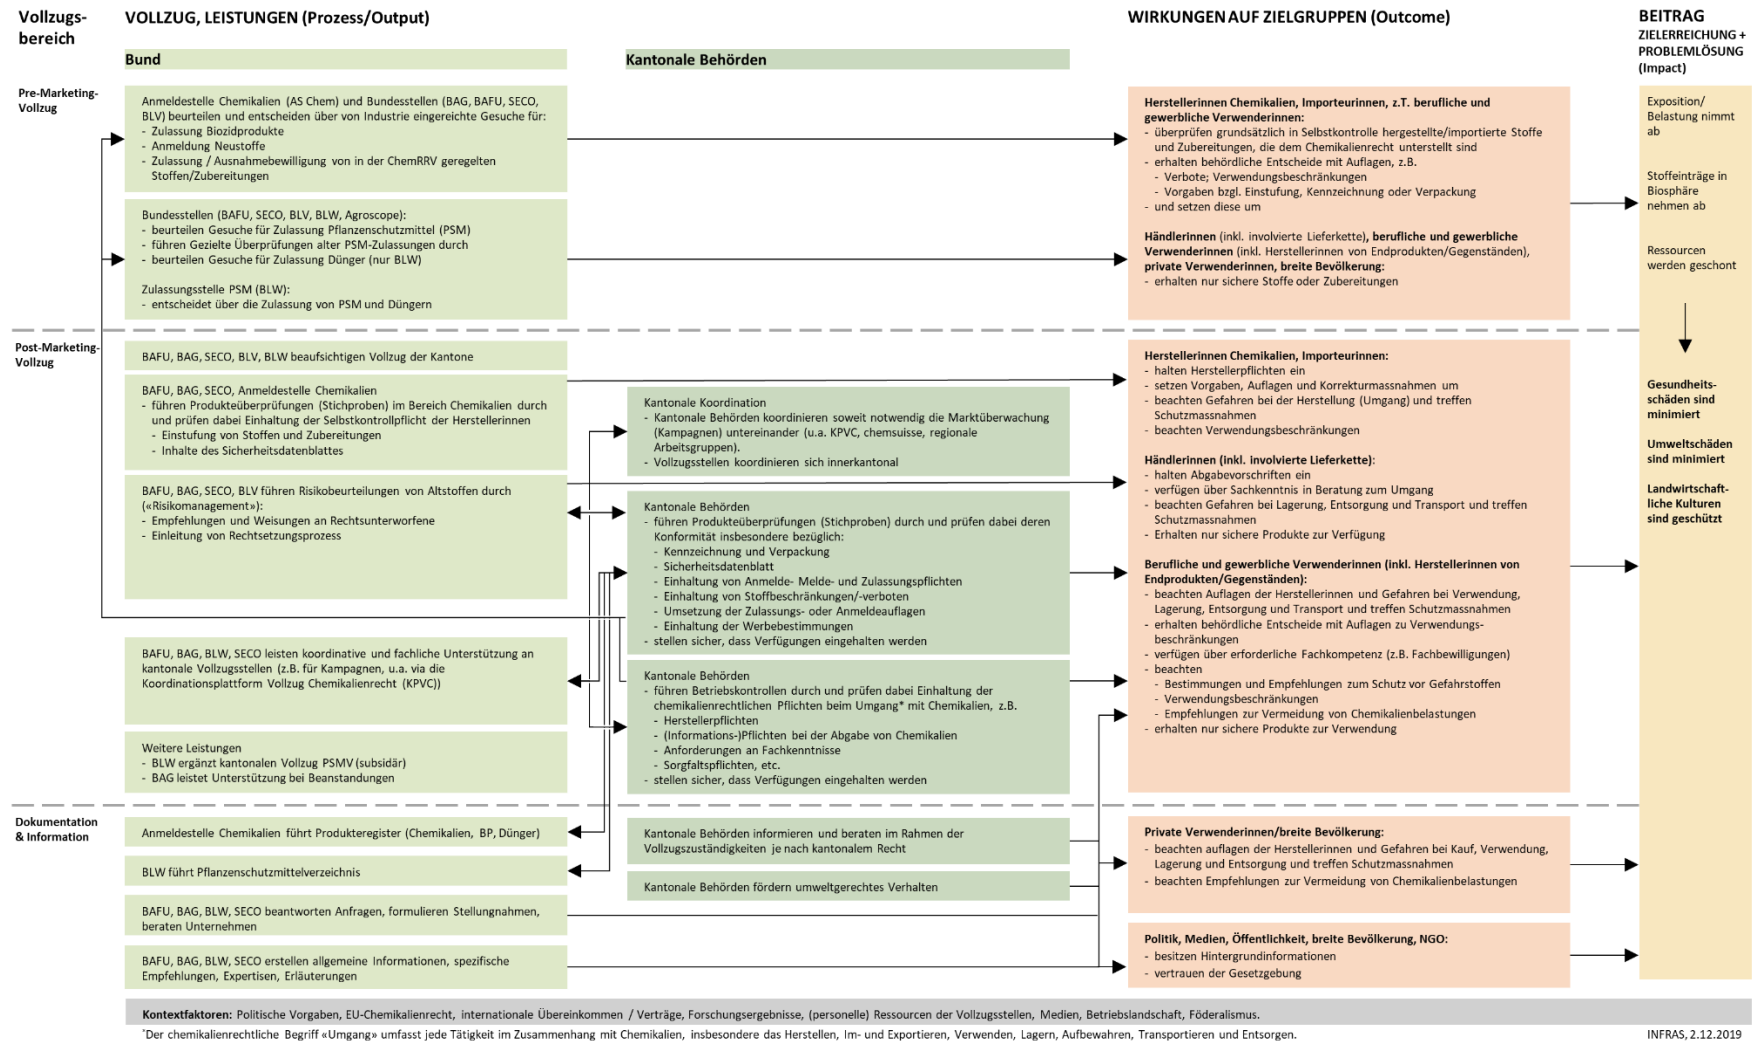 Vollzugs-
bereich
VOLLZUG, LEISTUNGEN (Prozess/Output)
WIRKUNGEN AUF ZIELGRUPPEN (Outcome)
BEITRAG
ZIELERREICHUNG +
PROBLEMLÖSUNG
(Impact)
Bund
Kantonale Behörden
Pre-Marketing-
Vollzug
Anmeldestelle Chemikalien (AS Chem) und Bundesstellen (BAG, BAFU, SECO,
BLV) beurteilen und entscheiden über von Industrie eingereichte Gesuche für:
- Zulassung Biozidprodukte
- Anmeldung Neustoffe
- Zulassung / Ausnahmebewilligung von in der ChemRRV geregelten
Stoffen/Zubereitungen
Bundesstellen (BAFU, SECO, BLV, BLW, Agroscope):
- beurteilen Gesuche für Zulassung Pflanzenschutzmittel (PSM)
- führen Gezielte Überprüfungen alter PSM-Zulassungen durch
- beurteilen Gesuche für Zulassung Dünger (nur BLW)
Zulassungsstelle PSM (BLW):
- entscheidet über die Zulassung von PSM und Düngern
Herstellerinnen Chemikalien, Importeurinnen, z.T. berufliche und
gewerbliche Verwenderinnen:
- überprüfen grundsätzlich in Selbstkontrolle hergestellte/importierte Stoffe
und Zubereitungen, die dem Chemikalienrecht unterstellt sind
- erhalten behördliche Entscheide mit Auflagen, z.B.
- Verbote; Verwendungsbeschränkungen
- Vorgaben bzgl. Einstufung, Kennzeichnung oder Verpackung
- und setzen diese um
Händlerinnen (inkl. involvierte Lieferkette), berufliche und gewerbliche
Verwenderinnen (inkl. Herstellerinnen von Endprodukten/Gegenständen),
private Verwenderinnen, breite Bevölkerung:
- erhalten nur sichere Stoffe oder Zubereitungen
Exposition/
Belastung nimmt
ab
Stoffeinträge in
Biosphäre
nehmen ab
Ressourcen
werden geschont
Gesundheits-
schäden sind
minimiert
Umweltschäden
sind minimiert
Landwirtschaft-
liche Kulturen
sind geschützt
Post-Marketing-
Vollzug
BAFU, BAG, SECO, BLV, BLW beaufsichtigen Vollzug der Kantone
BAFU, BAG, SECO, Anmeldestelle Chemikalien
- führen Produkteüberprüfungen (Stichproben) im Bereich Chemikalien durch
und prüfen dabei Einhaltung der Selbstkontrollpflicht der Herstellerinnen
- Einstufung von Stoffen und Zubereitungen
- Inhalte des Sicherheitsdatenblattes
BAFU, BAG, SECO, BLV führen Risikobeurteilungen von Altstoffen durch
(«Risikomanagement»):
- Empfehlungen und Weisungen an Rechtsunterworfene
- Einleitung von Rechtsetzungsprozess
BAFU, BAG, BLW, SECO leisten koordinative und fachliche Unterstützung an
kantonale Vollzugsstellen (z.B. für Kampagnen, u.a. via die
Koordinationsplattform Vollzug Chemikalienrecht (KPVC))
Weitere Leistungen
- BLW ergänzt kantonalen Vollzug PSMV (subsidär)
- BAG leistet Unterstützung bei Beanstandungen
Kantonale Koordination
- Kantonale Behörden koordinieren soweit notwendig die Marktüberwachung
(Kampagnen) untereinander (u.a. KPVC, chemsuisse, regionale
Arbeitsgruppen).
- Vollzugsstellen koordinieren sich innerkantonal
Kantonale Behörden
- führen Produkteüberprüfungen (Stichproben) durch und prüfen dabei deren
Konformität insbesondere bezüglich:
- Kennzeichnung und Verpackung
- Sicherheitsdatenblatt
- Einhaltung von Anmelde- Melde- und Zulassungspflichten
- Einhaltung von Stoffbeschränkungen/-verboten
- Umsetzung der Zulassungs- oder Anmeldeauflagen
- Einhaltung der Werbebestimmungen
- stellen sicher, dass Verfügungen eingehalten werden
Kantonale Behörden
- führen Betriebskontrollen durch und prüfen dabei Einhaltung der
chemikalienrechtlichen Pflichten beim Umgang* mit Chemikalien, z.B.
- Herstellerpflichten
- (Informations-)Pflichten bei der Abgabe von Chemikalien
- Anforderungen an Fachkenntnisse
- Sorgfaltspflichten, etc.
- stellen sicher, dass Verfügungen eingehalten werden
Herstellerinnen Chemikalien, Importeurinnen:
- halten Herstellerpflichten ein
- setzen Vorgaben, Auflagen und Korrekturmassnahmen um
- beachten Gefahren bei der Herstellung (Umgang) und treffen
Schutzmassnahmen
- beachten Verwendungsbeschränkungen
Händlerinnen (inkl. involvierte Lieferkette):
- halten Abgabevorschriften ein
- verfügen über Sachkenntnis in Beratung zum Umgang
- beachten Gefahren bei Lagerung, Entsorgung und Transport und treffen
Schutzmassnahmen
- Erhalten nur sichere Produkte zur Verfügung
Berufliche und gewerbliche Verwenderinnen (inkl. Herstellerinnen von
Endprodukten/Gegenständen):
- beachten Auflagen der Herstellerinnen und Gefahren bei Verwendung,
Lagerung, Entsorgung und Transport und treffen Schutzmassnahmen
- erhalten behördliche Entscheide mit Auflagen zu Verwendungs-
beschränkungen
- verfügen über erforderliche Fachkompetenz (z.B. Fachbewilligungen)
- beachten
- Bestimmungen und Empfehlungen zum Schutz vor Gefahrstoffen
- Verwendungsbeschränkungen
- Empfehlungen zur Vermeidung von Chemikalienbelastungen
- erhalten nur sichere Produkte zur Verwendung
Dokumentation
& Information
Anmeldestelle Chemikalien führt Produkteregister (Chemikalien, BP, Dünger)
BLW führt Pflanzenschutzmittelverzeichnis
BAFU, BAG, BLW, SECO beantworten Anfragen, formulieren Stellungnahmen,
beraten Unternehmen
BAFU, BAG, BLW, SECO erstellen allgemeine Informationen, spezifische
Empfehlungen, Expertisen, Erläuterungen
Kantonale Behörden informieren und beraten im Rahmen der
Vollzugszuständigkeiten je nach kantonalem Recht
Kantonale Behörden fördern umweltgerechtes Verhalten
Private Verwenderinnen/breite Bevölkerung:
- beachten auflagen der Herstellerinnen und Gefahren bei Kauf, Verwendung,
Lagerung und Entsorgung und treffen Schutzmassnahmen
- beachten Empfehlungen zur Vermeidung von Chemikalienbelastungen
Politik, Medien, Öffentlichkeit, breite Bevölkerung, NGO:
- besitzen Hintergrundinformationen
- vertrauen der Gesetzgebung
Kontextfaktoren: Politische Vorgaben, EU-Chemikalienrecht, internationale Übereinkommen / Verträge, Forschungsergebnisse, (personelle) Ressourcen der Vollzugsstellen, Medien, Betriebslandschaft, Föderalismus.
*Der chemikalienrechtliche Begriff «Umgang» umfasst jede Tätigkeit im Zusammenhang mit Chemikalien, insbesondere das Herstellen, Im- und Exportieren, Verwenden, Lagern, Aufbewahren, Transportieren und Entsorgen.
INFRAS, 2.12.2019